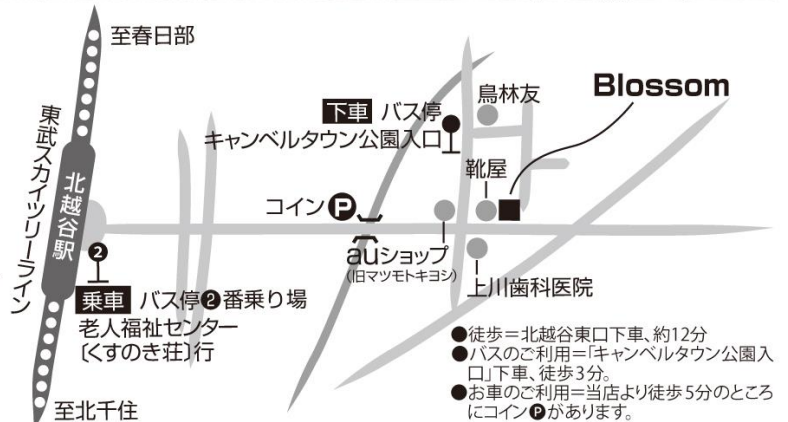 至春日部
東武スカイツリーライン
北越谷駅
至北千住
❷
乗車 バス停❷番乗り場
老人福祉センター
〔くすのき荘〕行
下車 バス停
キャンベルタウン公園入口
コインP
auショップ
(旧マツモトキヨシ)
鳥林友
靴屋
Blossom
上川歯科医院
●徒歩=北越谷東口下車、約12分
●バスのご利用=「キャンベルタウン公園入
口」下車、徒歩3分。
●お車のご利用=当店より徒歩5分のところ
にコインPがあります。